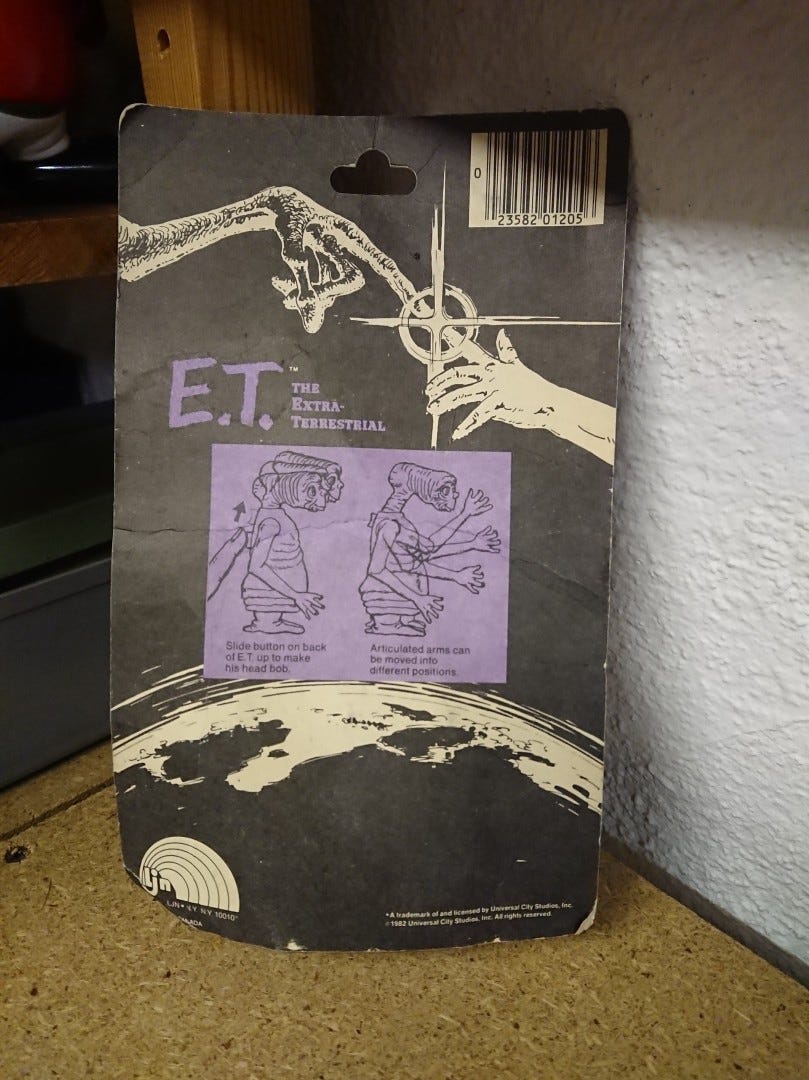 0
23582 01205
E.T.™
THE
EXTRA-
TERRESTRIAL
Slide button on back
of E.T. up to make
his head bob.
Articulated arms can
be moved into
different positions.
Ljn
LJN N.Y. N.Y. 10010
*A trademark of and licensed by Universal City Studios, Inc.
©1982 Universal City Studios, Inc. All rights reserved.